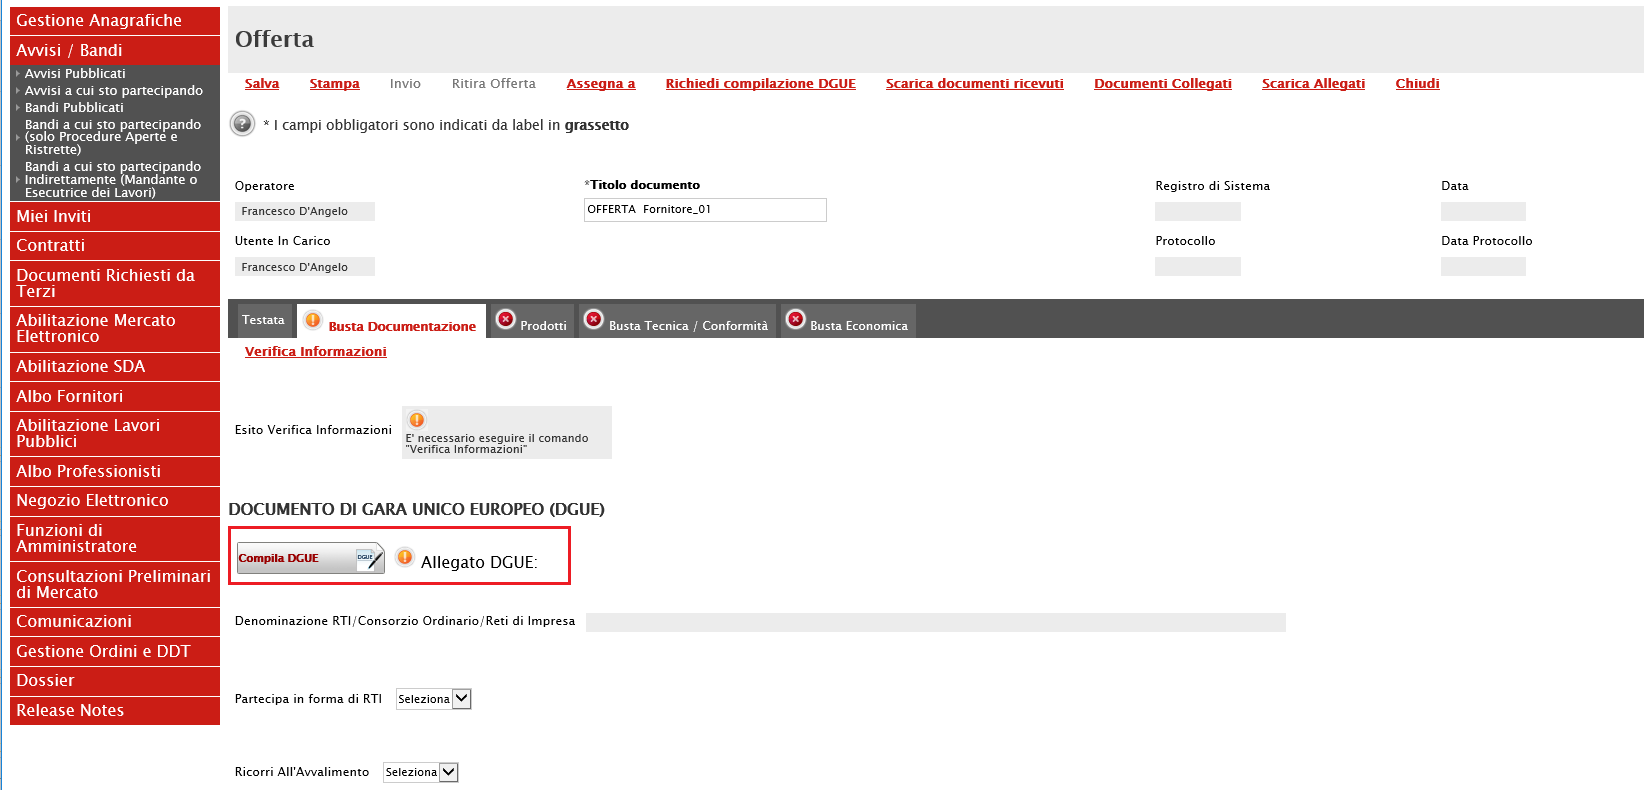 Gestione Anagrafiche
Avvisi / Bandi
Avvisi Pubblicati
Avvisi a cui sto partecipando
Bandi Pubblicati
Bandi a cui sto partecipando
(solo Procedure Aperte e
Ristrette)
Bandi a cui sto partecipando
Indirettamente (Mandante o
Esecutrice dei Lavori)
Miei Inviti
Contratti
Documenti Richiesti da
Terzi
Abilitazione Mercato
Elettronico
Abilitazione SDA
Albo Fornitori
Abilitazione Lavori
Pubblici
Albo Professionisti
Negozio Elettronico
Funzioni di
Amministratore
Consultazioni Preliminari
di Mercato
Comunicazioni
Gestione Ordini e DDT
Dossier
Release Notes
Offerta
Salva Stampa Invio Ritira Offerta Assegna a Richiedi compilazione DGUE Scarica documenti ricevuti Documenti Collegati Scarica Allegati Chiudi
? * I campi obbligatori sono indicati da label in grassetto
Operatore *Titolo documento Registro di Sistema Data
Francesco D'Angelo OFFERTA Fornitore_01
Utente In Carico Protocollo Data Protocollo
Francesco D'Angelo
Testata Busta Documentazione Prodotti Busta Tecnica / Conformità Busta Economica
Verifica Informazioni
Esito Verifica Informazioni
E' necessario eseguire il comando
"Verifica Informazioni"
DOCUMENTO DI GARA UNICO EUROPEO (DGUE)
Compila DGUE DGUE Allegato DGUE:
Denominazione RTI/Consorzio Ordinario/Reti di Impresa
Partecipa in forma di RTI Seleziona
Ricorri All'Avvalimento Seleziona